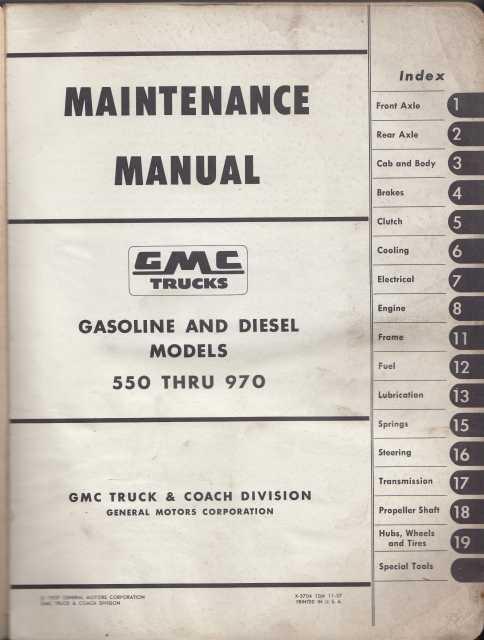 MAINTENANCE
MANUAL
GMC
TRUCKS
GASOLINE AND DIESEL
MODELS
550 THRU 970
GMC TRUCK & COACH DIVISION
GENERAL MOTORS CORPORATION
GENERAL MOTORS CORPORATION
GMC TRUCK & COACH DIVISION
11-57
PRINTED IN U. S. A.
Index
Front Axle 1
Rear Axle 2
Cab and Body 3
Brakes 4
Clutch 5
Cooling 6
Electrical 7
Engine 8
Frame 11
Fuel 12
Lubrication 13
Springs 15
Steering 16
Transmission 17
Propeller Shaft 18
Hubs, Wheels
and Tires 19
Special Tools